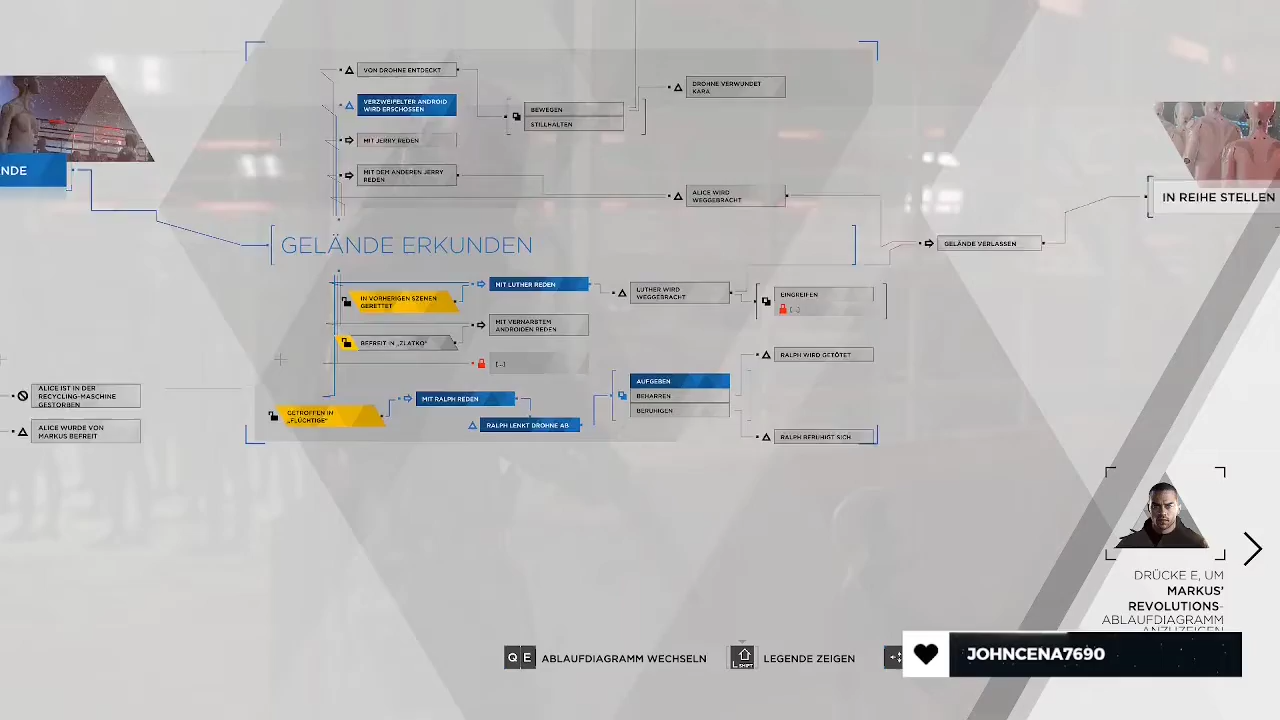 VON DROHNE ENTDECKT
VERZWEIFELTER ANDROID
WIRD ERSCHOSSEN
MIT JERRY REDEN
MIT DEM ANDEREN JERRY
REDEN
BEWEGEN
STILLHALTEN
DROHNE VERWUNDET
KARA
ALICE WIRD
WEGGEBRACHT
NDE
IN REIHE STELLEN
GELÄNDE ERKUNDEN
GELÄNDE VERLASSEN
IN VORHERIGEN SZENEN
GERETTET
MIT LUTHER REDEN
LUTHER WIRD
WEGGEBRACHT
EINGREIFEN
[...]
BEFREIT IN „ZLATKO“
MIT VERNARBTEM
ANDROIDEN REDEN
[...]
RALPH WIRD GETÖTET
ALICE IST IN DER
RECYCLING-MASCHINE
GESTORBEN
ALICE WURDE VON
MARKUS BEFREIT
GETROFFEN IN
„FLÜCHTIGE“
MIT RALPH REDEN
RALPH LENKT DROHNE AB
AUFGEBEN
BEHARREN
BERUHIGEN
RALPH BERUHIGT SICH
DRÜCKE E, UM
MARKUS’
REVOLUTIONS-
ABLAUFDIAGRAMM
ANZUZEIGEN
Q E ABLAUFDIAGRAMM WECHSELN
L SHIFT LEGENDE ZEIGEN
JOHNCENA7690